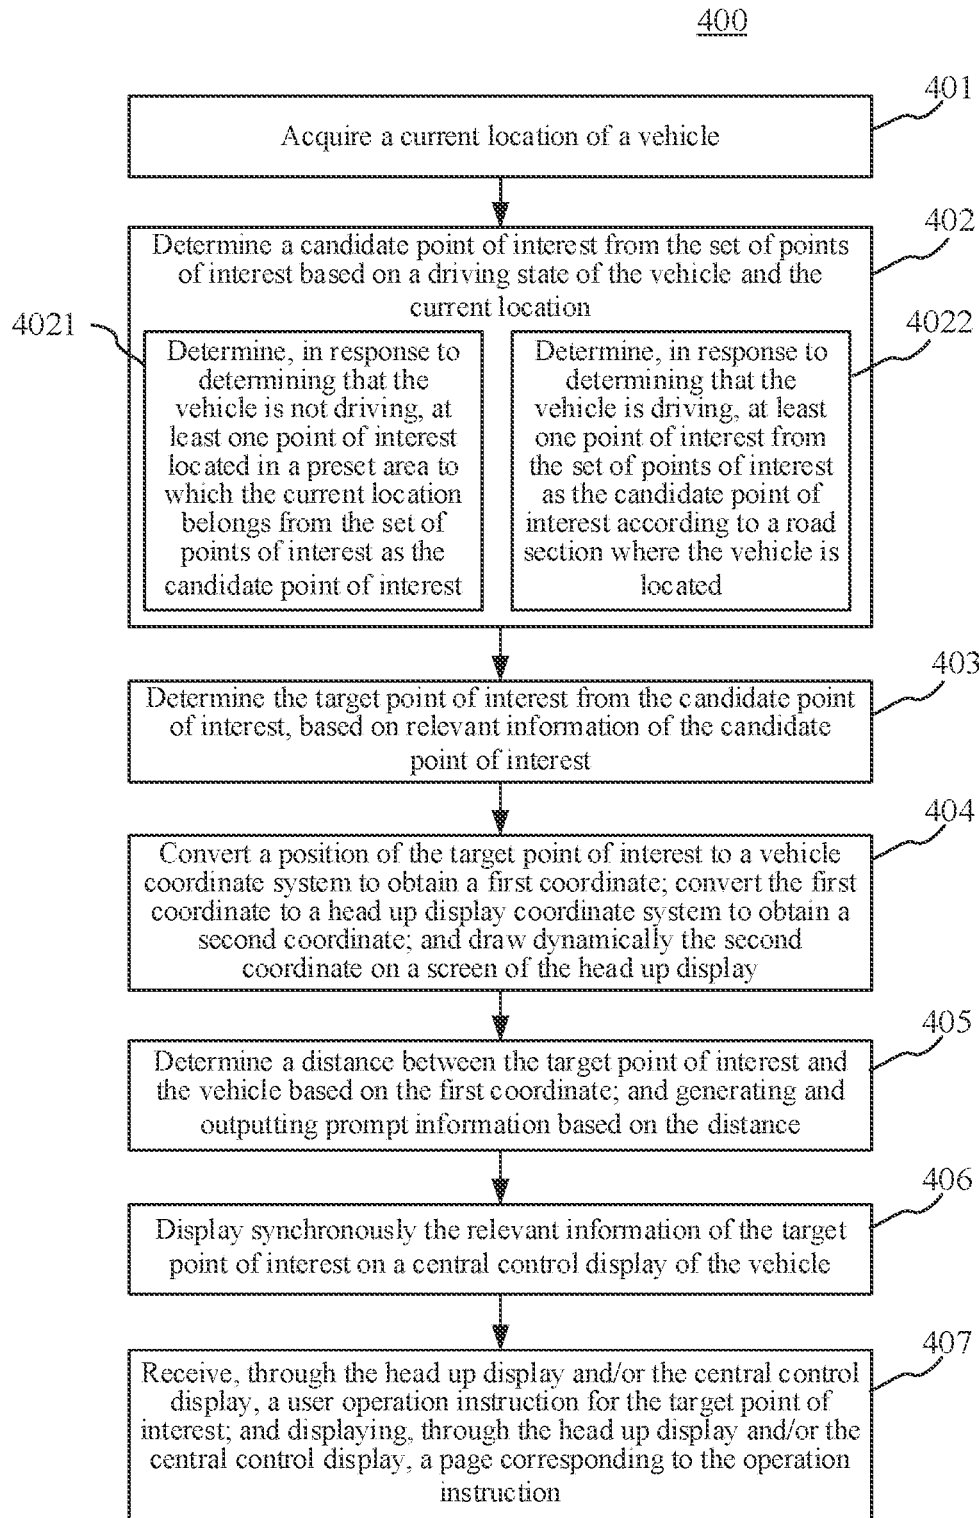 400
401
Acquire a current location of a vehicle
402
Determine a candidate point of interest from the set of points
of interest based on a driving state of the vehicle and the
current location
4021
Determine, in response to
determining that the
vehicle is not driving, at
least one point of interest
located in a preset area to
which the current location
belongs from the set of
points of interest as the
candidate point of interest
4022
Determine, in response to
determining that the
vehicle is driving, at least
one point of interest from
the set of points of interest
as the candidate point of
interest according to a road
section where the vehicle is
located
403
Determine the target point of interest from the candidate point
of interest, based on relevant information of the candidate
point of interest
404
Convert a position of the target point of interest to a vehicle
coordinate system to obtain a first coordinate; convert the first
coordinate to a head up display coordinate system to obtain a
second coordinate; and draw dynamically the second
coordinate on a screen of the head up display
405
Determine a distance between the target point of interest and
the vehicle based on the first coordinate; and generating and
outputting prompt information based on the distance
406
Display synchronously the relevant information of the target
point of interest on a central control display of the vehicle
407
Receive, through the head up display and/or the central control
display, a user operation instruction for the target point of
interest; and displaying, through the head up display and/or the
central control display, a page corresponding to the operation
instruction